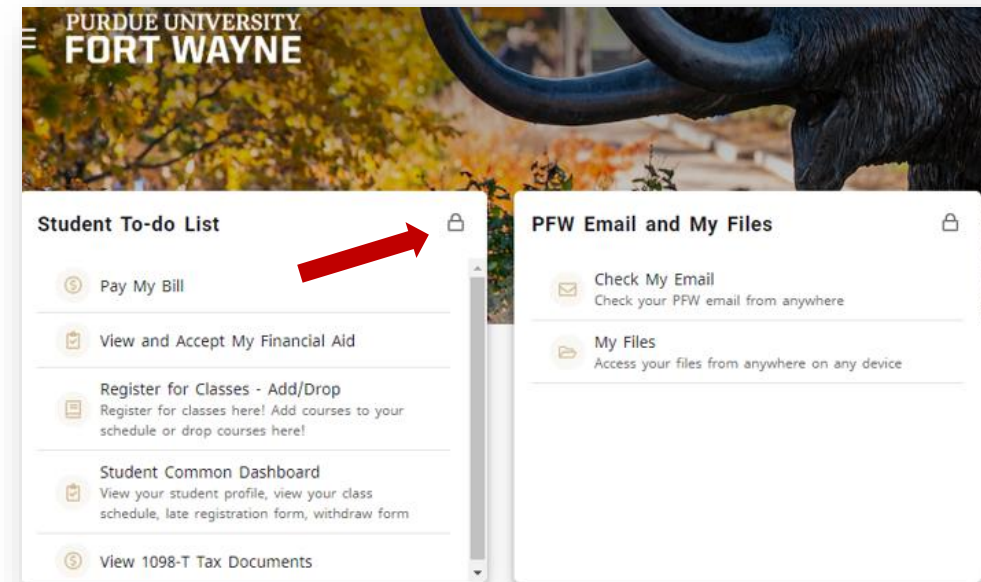 PURDUE UNIVERSITY
FORT WAYNE
Student To-do List
Pay My Bill
View and Accept My Financial Aid
Register for Classes - Add/Drop
Register for classes here! Add courses to your
schedule or drop courses here!
Student Common Dashboard
View your student profile, view your class
schedule, late registration form, withdraw form
View 1098-T Tax Documents
PFW Email and My Files
Check My Email
Check your PFW email from anywhere
My Files
Access your files from anywhere on any device